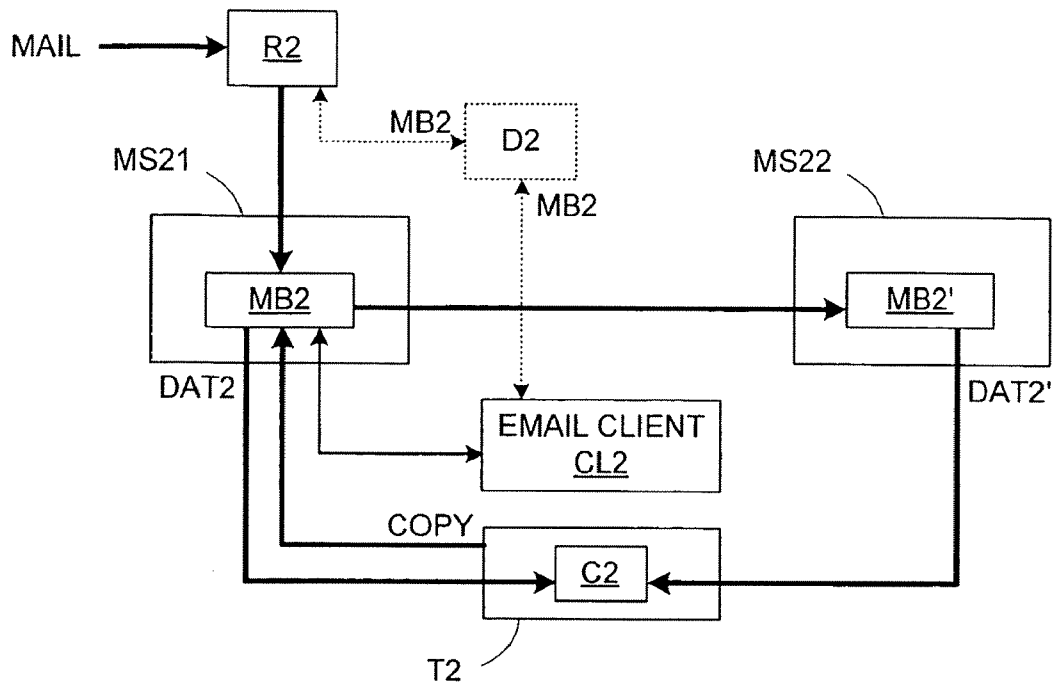 MAIL
R2
MB2
D2
MS21
MS22
MB2
MB2
MB2'
DAT2
DAT2'
EMAIL CLIENT
CL2
COPY
C2
T2